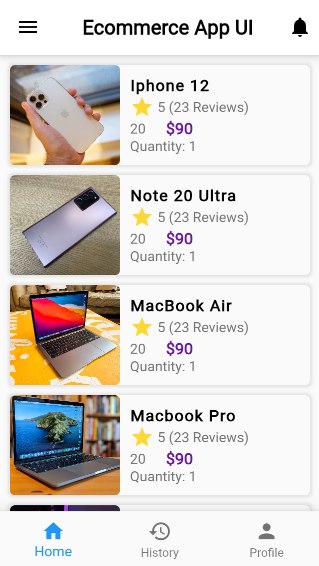 Ecommerce App UI
Iphone 12
5 (23 Reviews)
20 $90
Quantity: 1
Note 20 Ultra
5 (23 Reviews)
20 $90
Quantity: 1
MacBook Air
5 (23 Reviews)
20 $90
Quantity: 1
Macbook Pro
5 (23 Reviews)
20 $90
Quantity: 1
Home History Profile